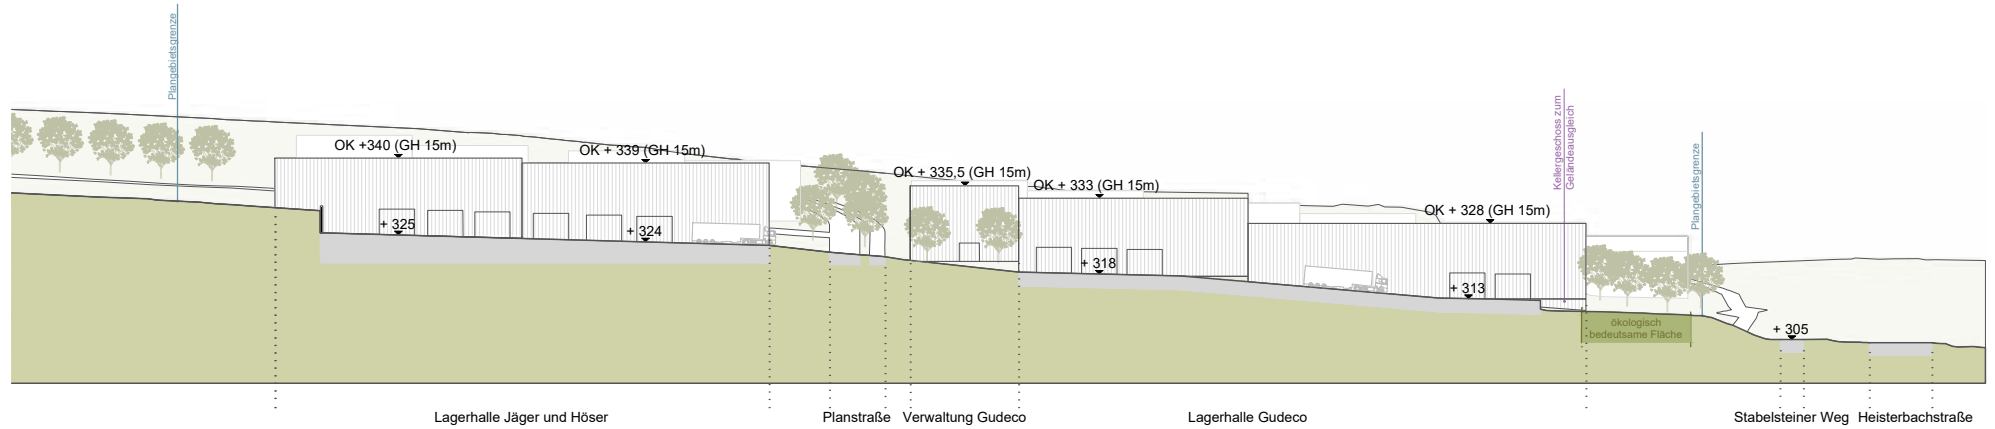 Plangebietsgrenze
OK +340 (GH 15m)
OK + 339 (GH 15m)
OK + 335,5 (GH 15m)
OK + 333 (GH 15m)
OK + 328 (GH 15m)
Kellergeschoss zum
Geländeausgleich
Plangebietsgrenze
+ 325
+ 324
+ 318
+ 313
ökologisch
bedeutsame Fläche
+ 305
Lagerhalle Jäger und Höser
Planstraße
Verwaltung Gudeco
Lagerhalle Gudeco
Stabelsteiner Weg
Heisterbachstraße